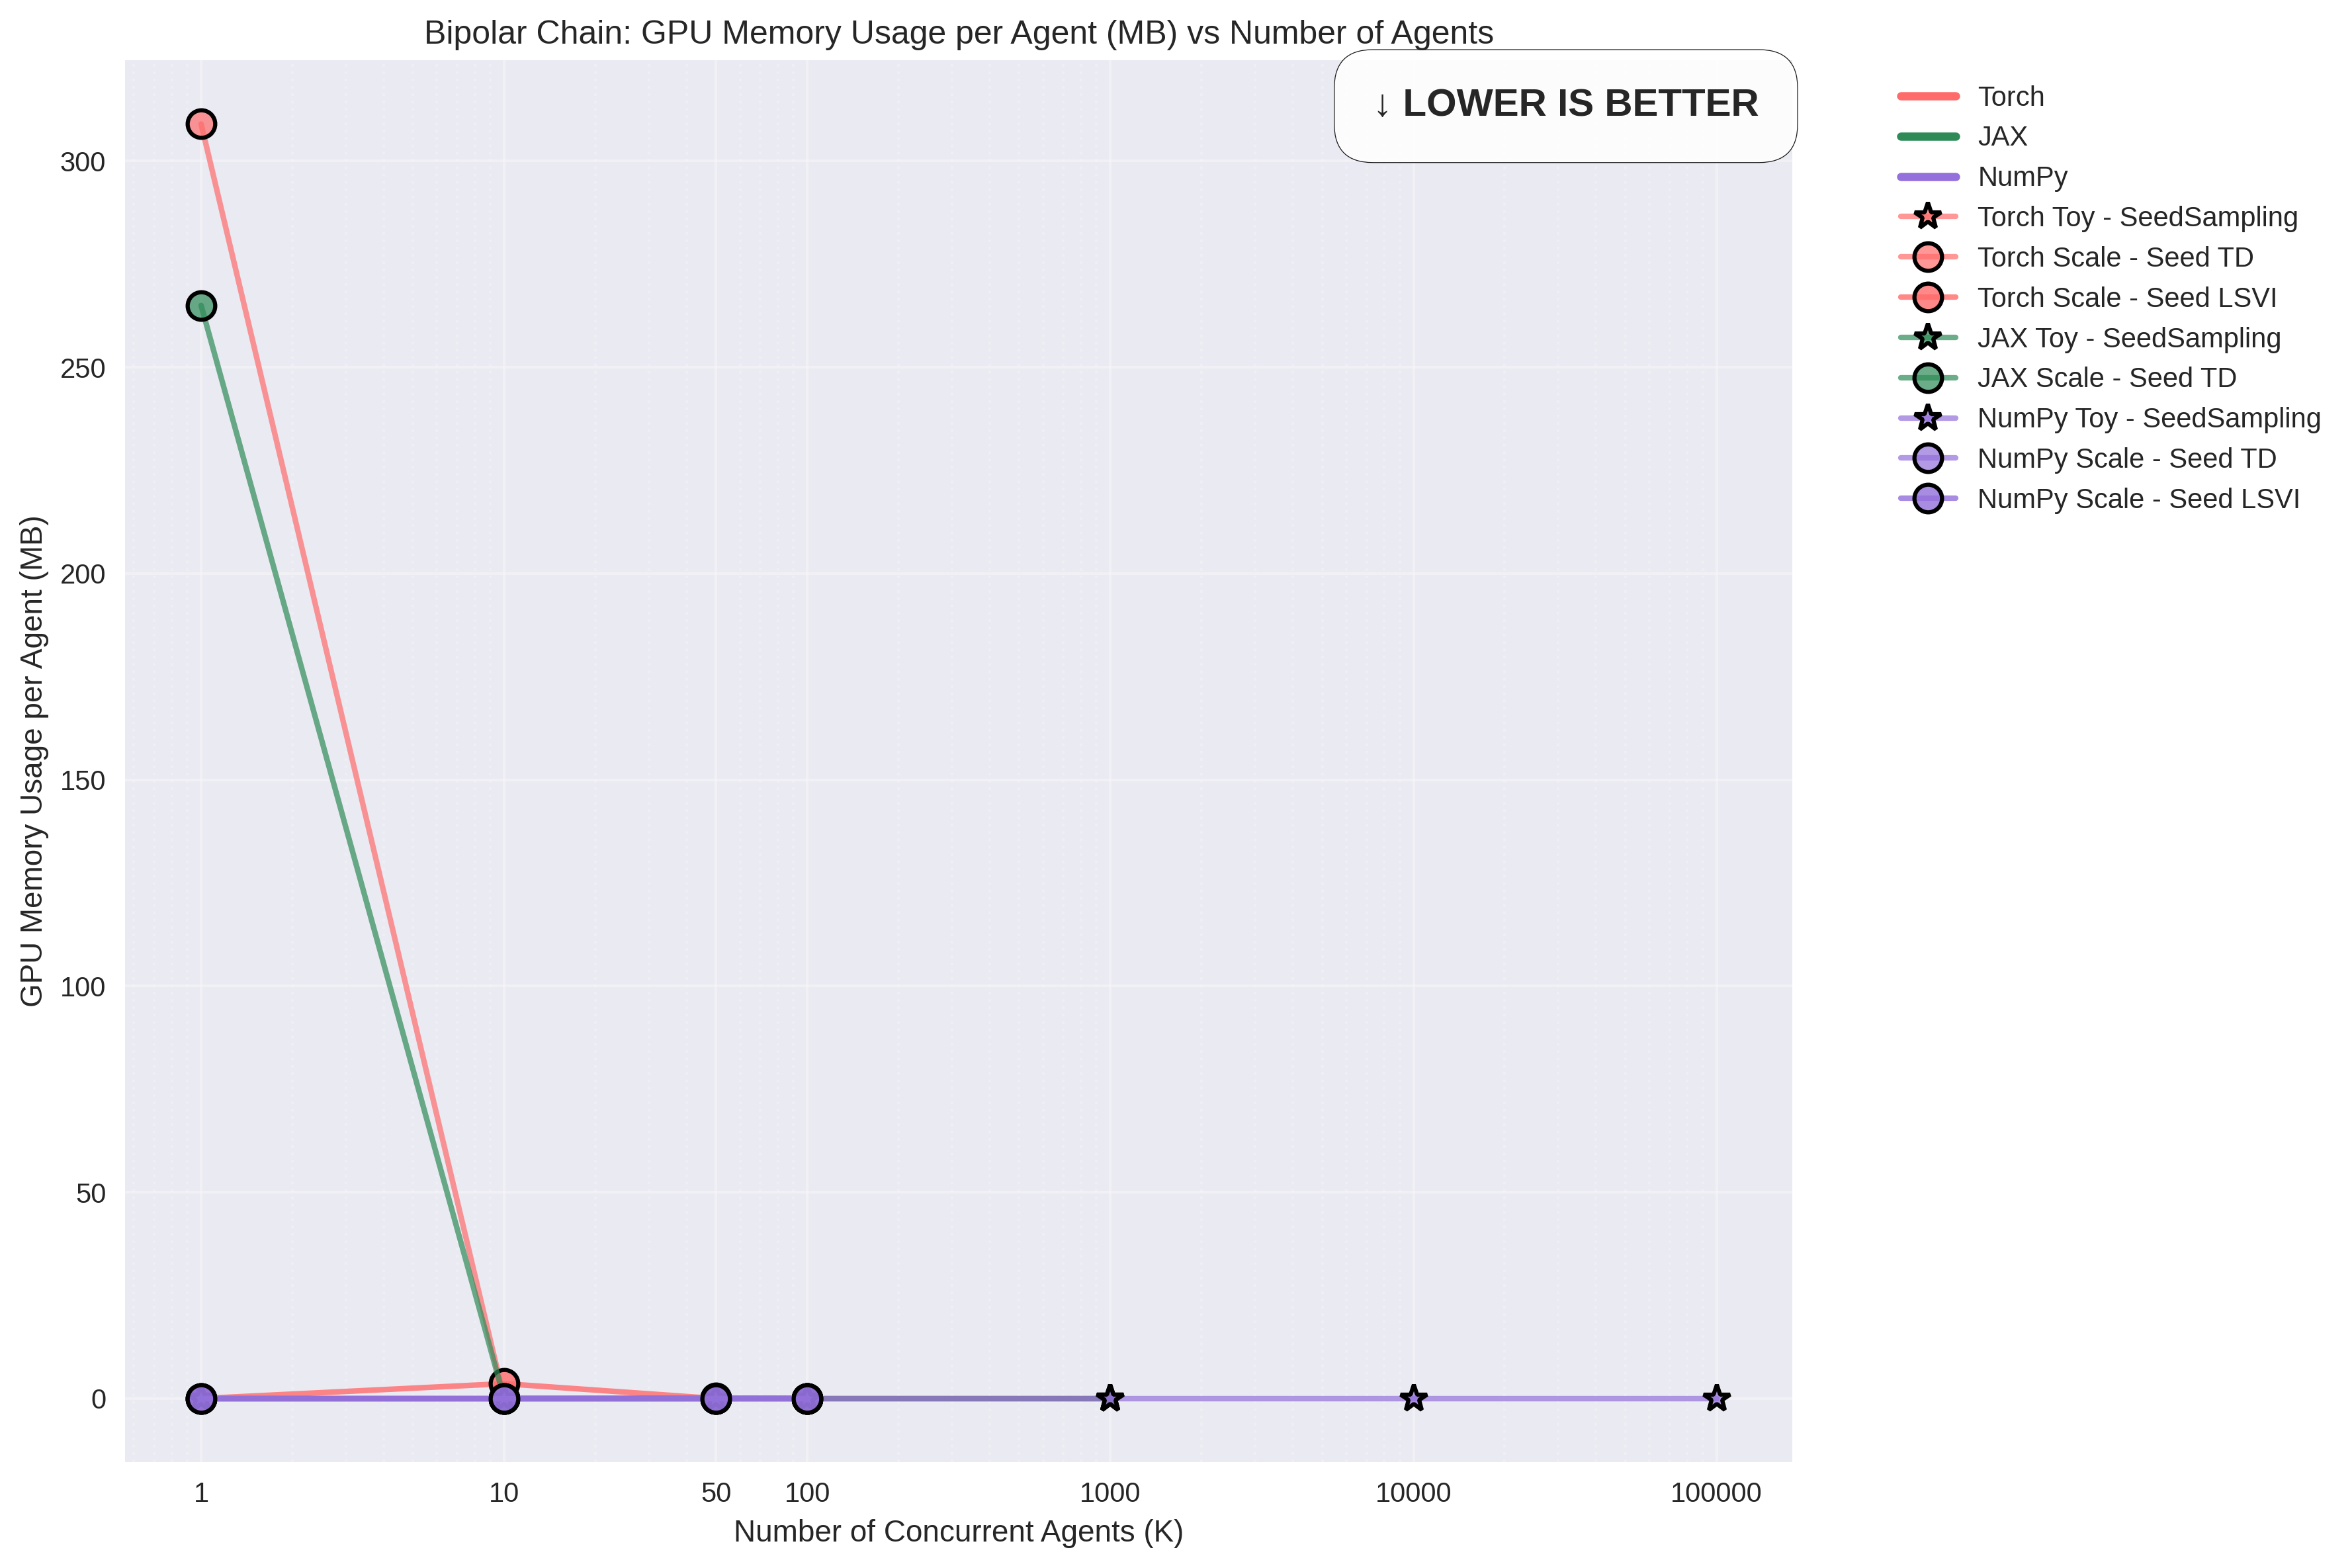 Bipolar Chain: GPU Memory Usage per Agent (MB) vs Number of Agents
↓ LOWER IS BETTER
Torch
JAX
NumPy
Torch Toy - SeedSampling
Torch Scale - Seed TD
Torch Scale - Seed LSVI
JAX Toy - SeedSampling
JAX Scale - Seed TD
NumPy Toy - SeedSampling
NumPy Scale - Seed TD
NumPy Scale - Seed LSVI
GPU Memory Usage per Agent (MB)
300
250
200
150
100
50
0
1 10 50 100 1000 10000 100000
Number of Concurrent Agents (K)